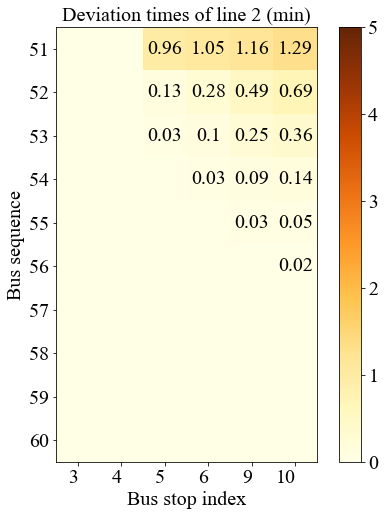 Deviation times of line 2 (min)
51 0.96 1.05 1.16 1.29
52 0.13 0.28 0.49 0.69
53 0.03 0.1 0.25 0.36
54 0.03 0.09 0.14
55 0.03 0.05
56 0.02
57
58
59
60
Bus sequence
3 4 5 6 9 10
Bus stop index
5
4
3
2
1
0